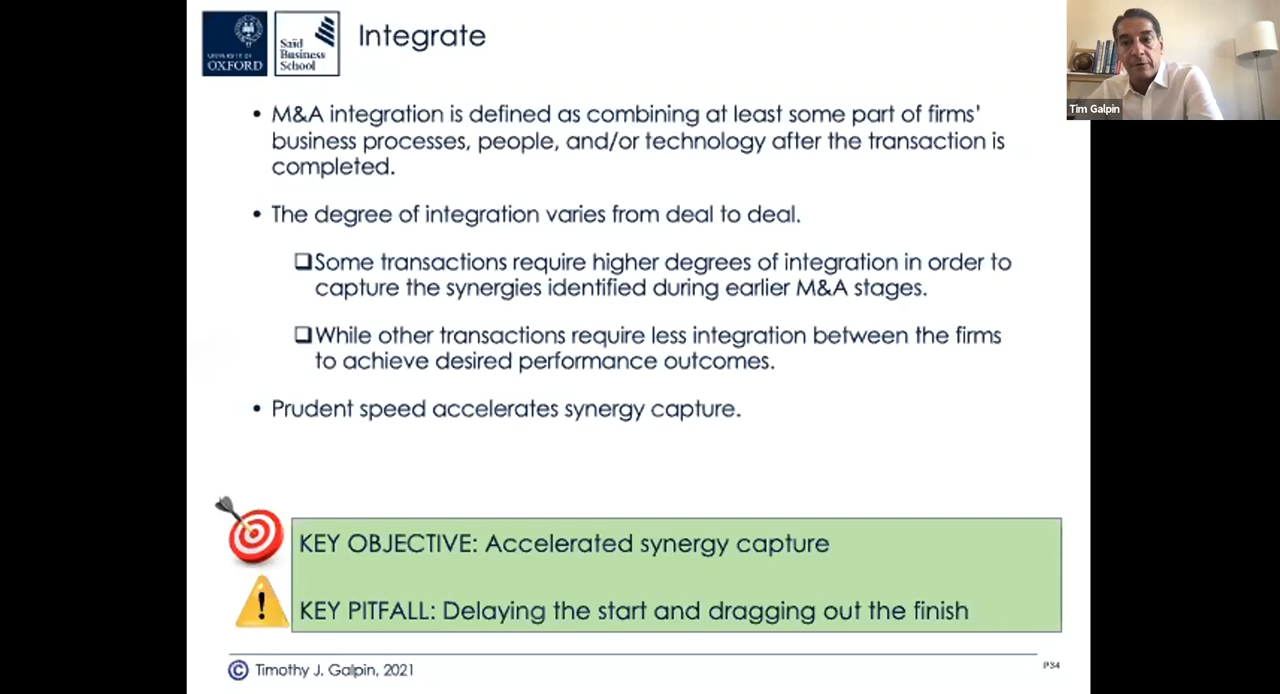 UNIVERSITY OF
OXFORD
Saïd
Business
School
Integrate
Tim Galpin
• M&A integration is defined as combining at least some part of firms'
business processes, people, and/or technology after the transaction is
completed.
• The degree of integration varies from deal to deal.
❑Some transactions require higher degrees of integration in order to
capture the synergies identified during earlier M&A stages.
❑While other transactions require less integration between the firms
to achieve desired performance outcomes.
• Prudent speed accelerates synergy capture.
KEY OBJECTIVE: Accelerated synergy capture
KEY PITFALL: Delaying the start and dragging out the finish
© Timothy J. Galpin, 2021
P34